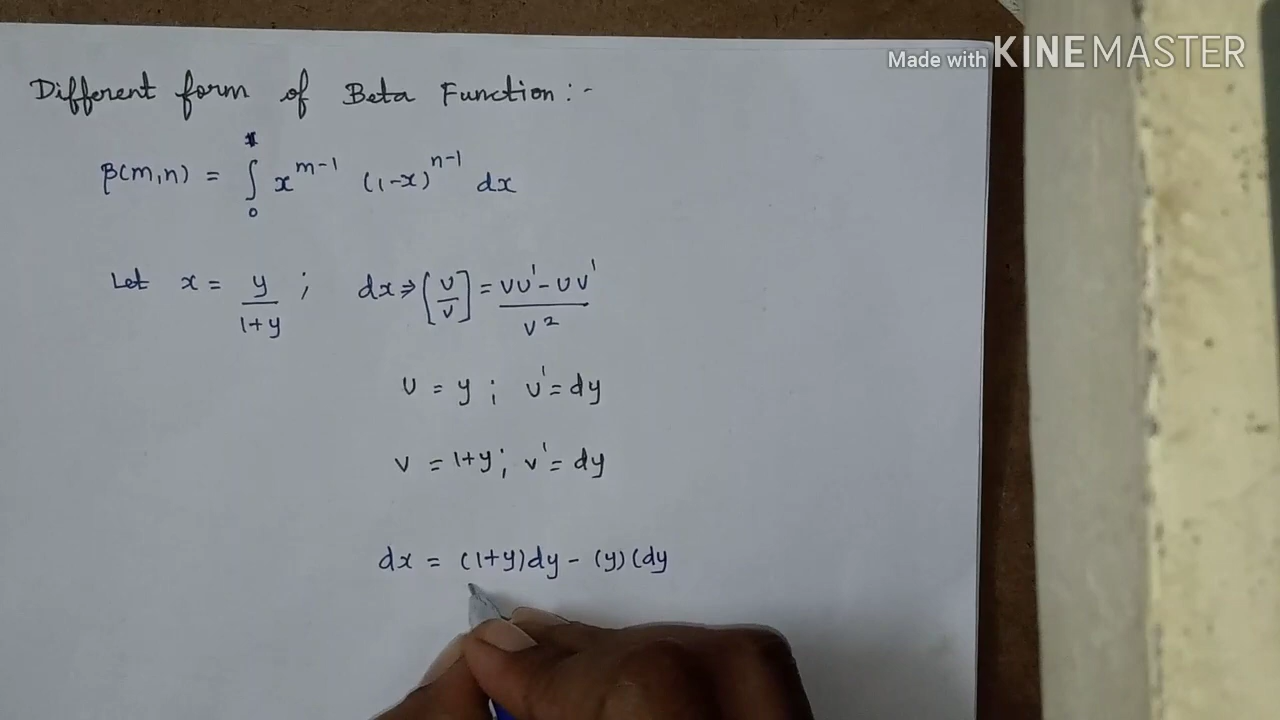 Made with KINEMASTER
Different form of Beta Function :-
β(m,n) = ∫₀¹ x^(m-1) (1-x)^(n-1) dx
Let x = y/(1+y) ; dx ⇒ [U/V] = (VU' - UV')/V²
U = y ; U' = dy
V = 1+y ; V' = dy
dx = (1+y)dy - (y)(dy